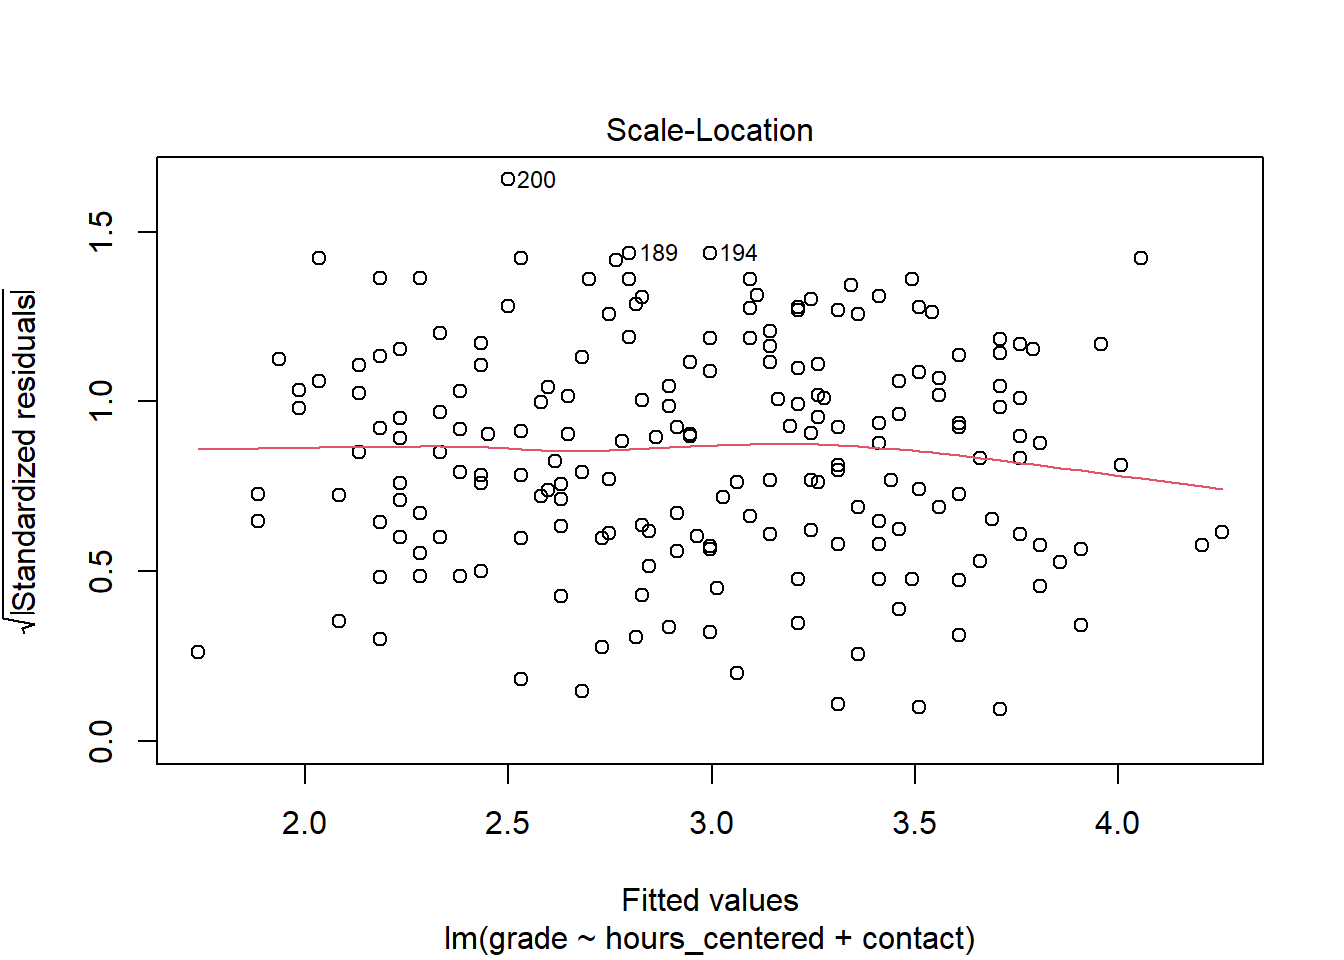 Scale-Location
√|Standardized residuals|
1.5
1.0
0.5
0.0
200
189
194
2.0 2.5 3.0 3.5 4.0
Fitted values
lm(grade ~ hours_centered + contact)